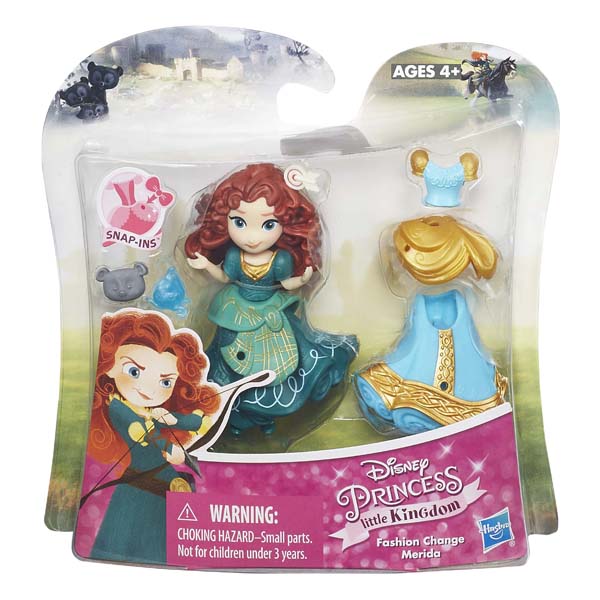 AGES 4+
SNAP-INS™
Disney
PRINCESS
little Kingdom
Fashion Change
Merida
Hasbro
WARNING:
CHOKING HAZARD–Small parts.
Not for children under 3 years.